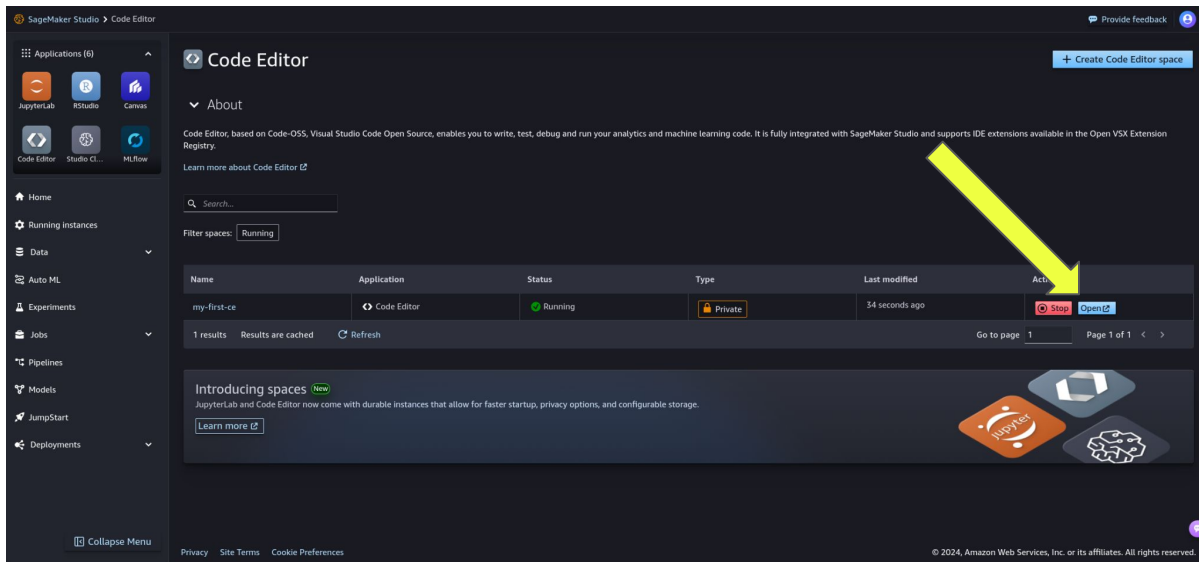 SageMaker Studio > Code Editor
Provide feedback
Applications (6)
JupyterLab
RStudio
Canvas
Code Editor
Studio Cl...
MLflow
Home
Running instances
Data
Auto ML
Experiments
Jobs
Pipelines
Models
JumpStart
Deployments
Collapse Menu
Code Editor
+ Create Code Editor space
About
Code Editor, based on Code-OSS, Visual Studio Code Open Source, enables you to write, test, debug and run your analytics and machine learning code. It is fully integrated with SageMaker Studio and supports IDE extensions available in the Open VSX Extension
Registry.
Learn more about Code Editor
Search...
Filter spaces: Running
Name Application Status Type Last modified Acti
my-first-ce Code Editor Running Private 34 seconds ago Stop Open
1 results Results are cached Refresh Go to page 1 Page 1 of 1 < >
Introducing spaces New
JupyterLab and Code Editor now come with durable instances that allow for faster startup, privacy options, and configurable storage.
Learn more
jupyter
Privacy Site Terms Cookie Preferences © 2024, Amazon Web Services, Inc. or its affiliates. All rights reserved.